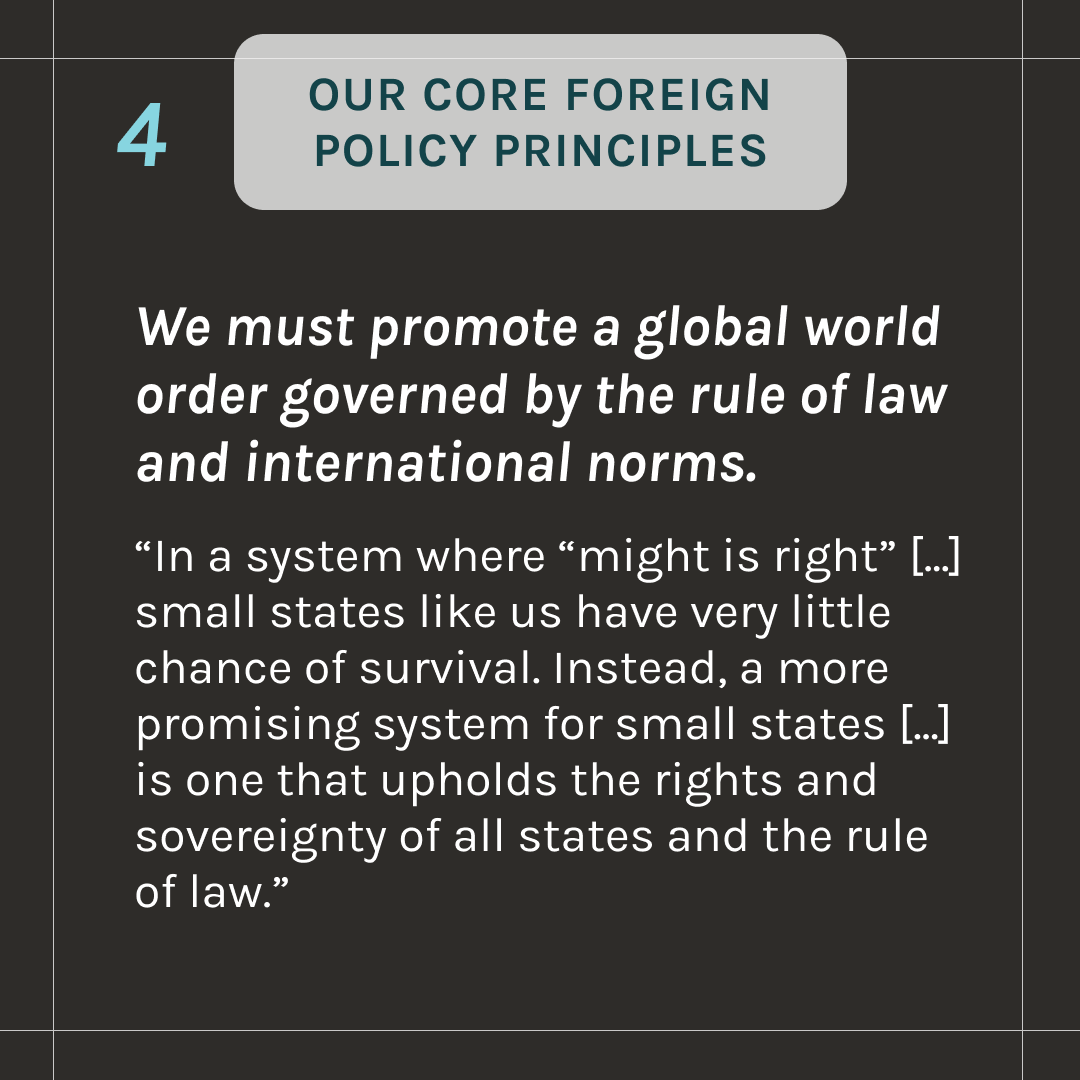 4
OUR CORE FOREIGN
POLICY PRINCIPLES
We must promote a global world
order governed by the rule of law
and international norms.
“In a system where “might is right” [...]
small states like us have very little
chance of survival. Instead, a more
promising system for small states [...]
is one that upholds the rights and
sovereignty of all states and the rule
of law.”